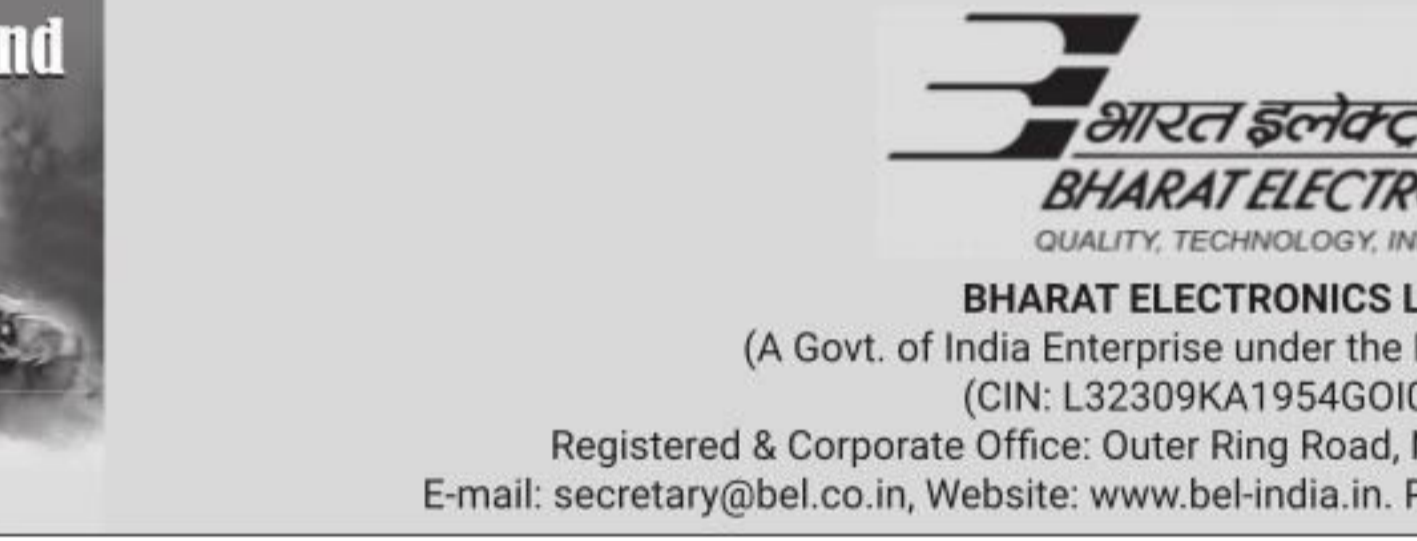 nd
भारत इलेक्ट्र
BHARAT ELECTR
QUALITY, TECHNOLOGY, IN
BHARAT ELECTRONICS L
(A Govt. of India Enterprise under the
(CIN: L32309KA1954GOI
Registered & Corporate Office: Outer Ring Road,
E-mail: secretary@bel.co.in, Website: www.bel-india.in. P